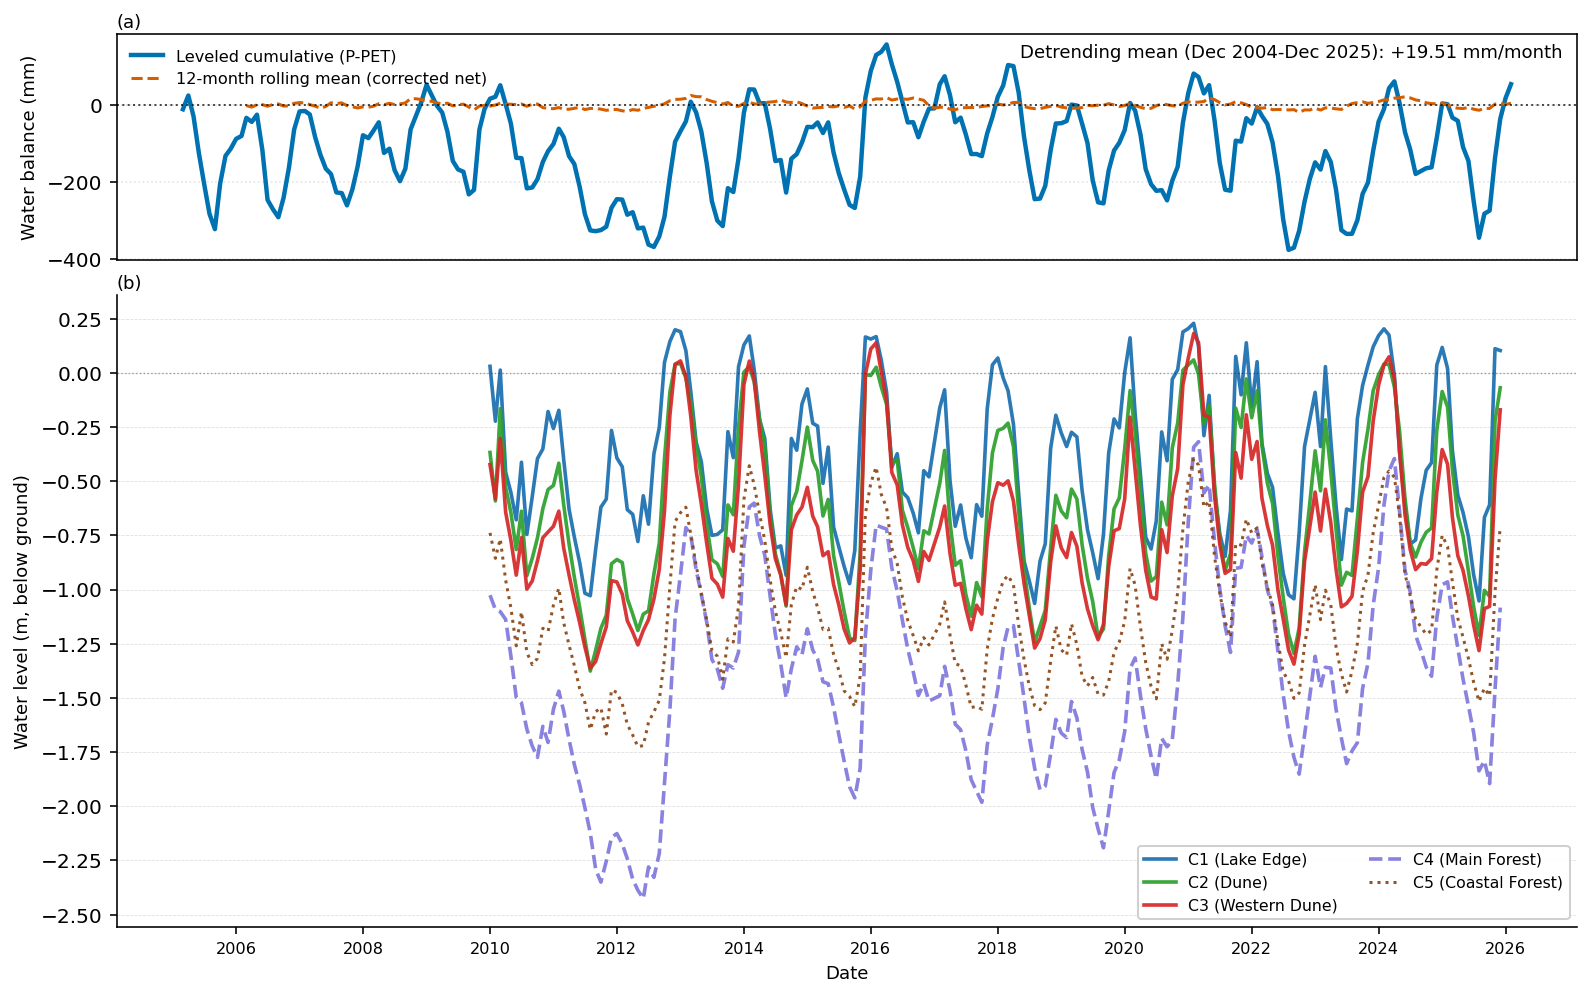 (a)
Water balance (mm)
Leveled cumulative (P-PET)
12-month rolling mean (corrected net)
Detrending mean (Dec 2004-Dec 2025): +19.51 mm/month
0
−200
−400
(b)
Water level (m, below ground)
0.25
0.00
−0.25
−0.50
−0.75
−1.00
−1.25
−1.50
−1.75
−2.00
−2.25
−2.50
C1 (Lake Edge)
C2 (Dune)
C3 (Western Dune)
C4 (Main Forest)
C5 (Coastal Forest)
2006 2008 2010 2012 2014 2016 2018 2020 2022 2024 2026
Date